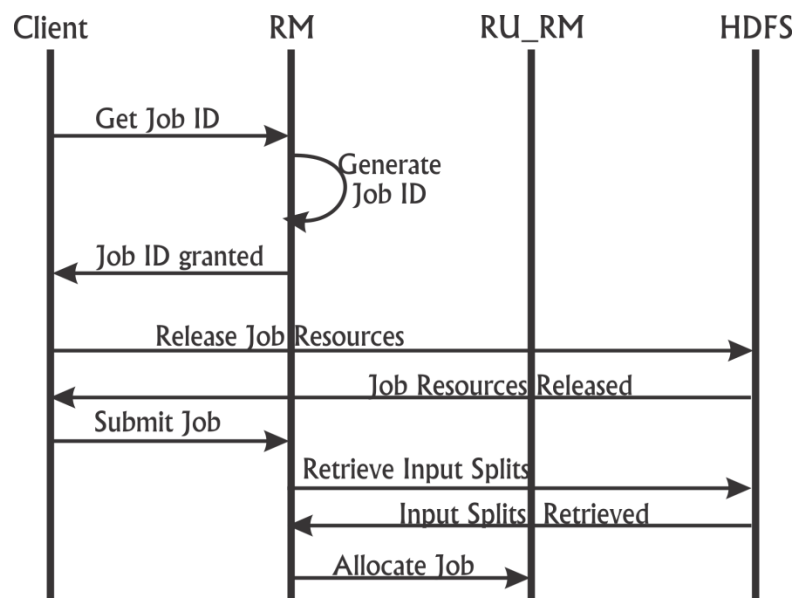 Client RM RU_RM HDFS
Get Job ID
Generate
Job ID
Job ID granted
Release Job Resources
Job Resources Released
Submit Job
Retrieve Input Splits
Input Splits Retrieved
Allocate Job